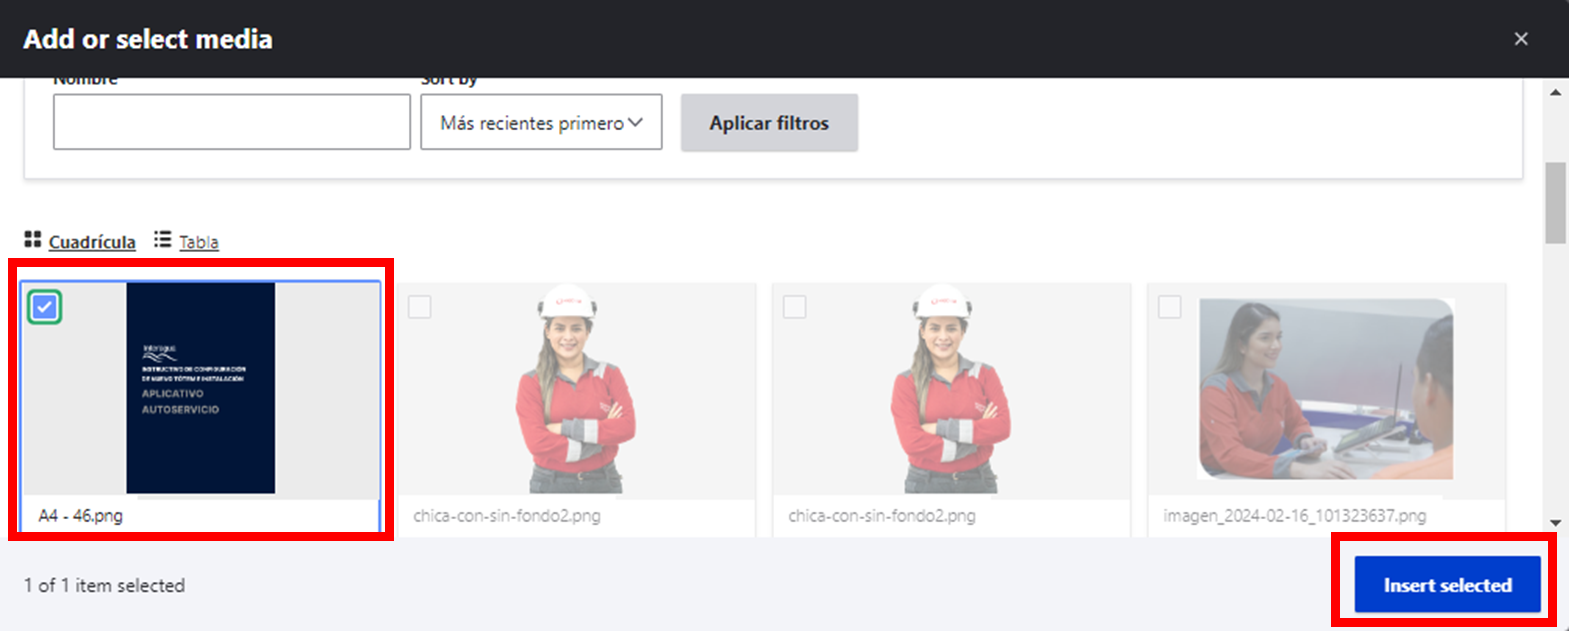 Add or select media
Nombre
Sort by
Más recientes primero
Aplicar filtros
Cuadrícula
Tabla
interagua
INSTRUCTIVO DE CONFIGURACIÓN
DE NUEVO TÓTEM E INSTALACIÓN
APLICATIVO
AUTOSERVICIO
A4 - 46.png
chica-con-sin-fondo2.png
chica-con-sin-fondo2.png
imagen_2024-02-16_101323637.png
1 of 1 item selected
Insert selected